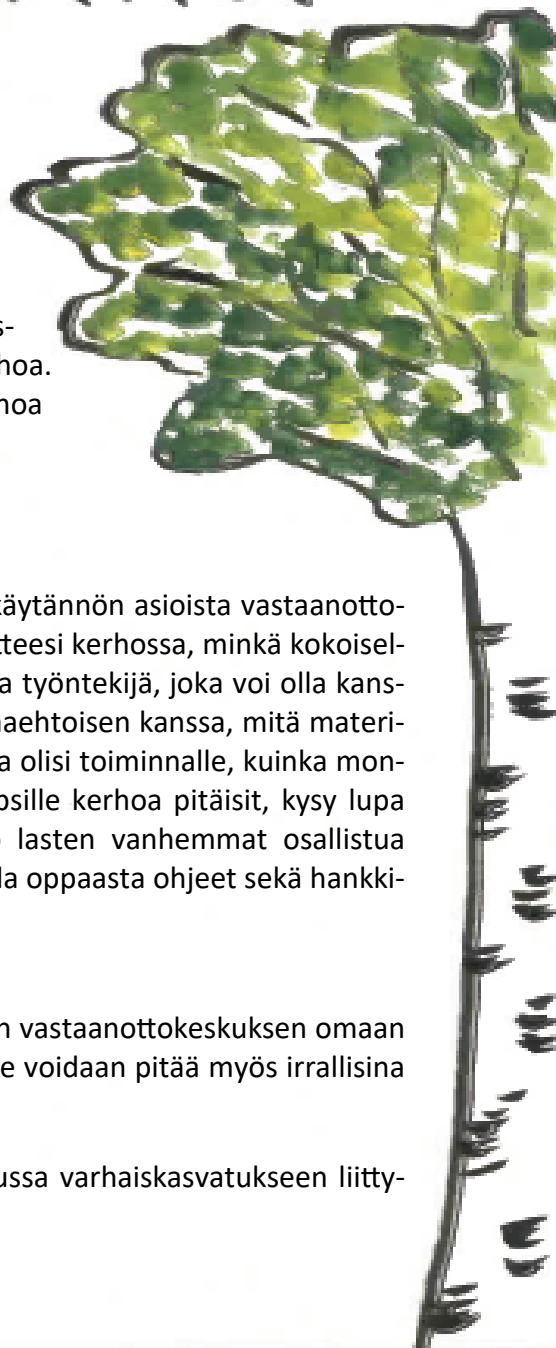 s-
hoa.
hoa
käytännön asioista vastaanotto-
tteesi kerhossa, minkä kokoisel-
a työntekijä, joka voi olla kans-
naehtoisen kanssa, mitä materi-
a olisi toiminnalle, kuinka mon-
psille kerhoa pitäisit, kysy lupa
lasten vanhemmat osallistua
la oppaasta ohjeet sekä hankki-
n vastaanottokeskuksen omaan
e voidaan pitää myös irrallisina
ussa varhaiskasvatukseen liitty-